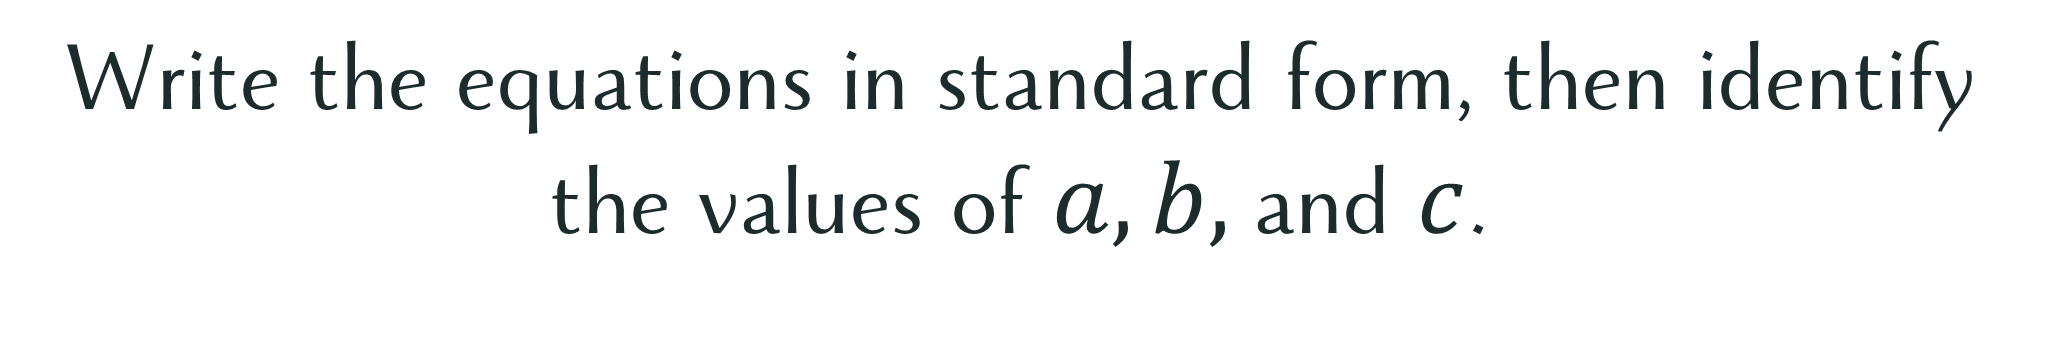 Write the equations in standard form, then identify
the values of a, b, and c.